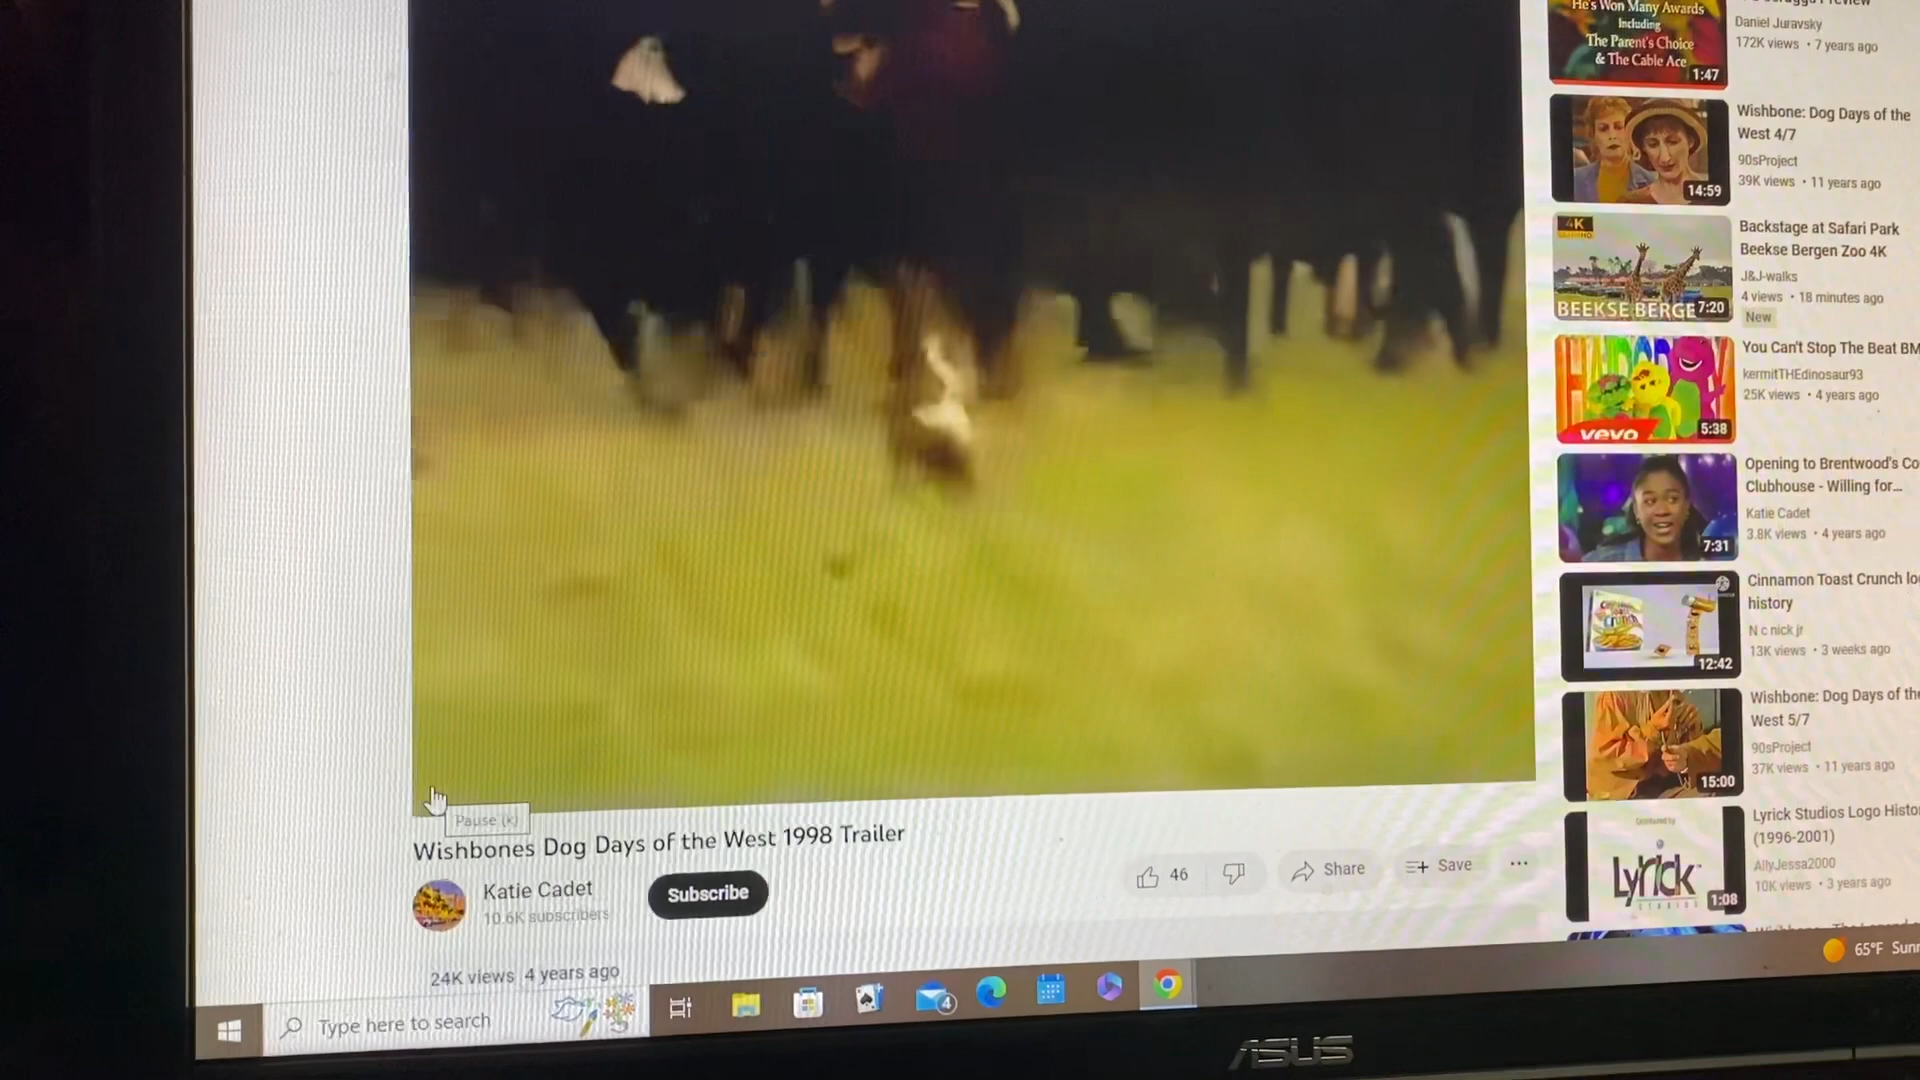 He's Won Many Awards
Including
The Parent's Choice
& The Cable Ace
1:47
Daniel Juravsky
172K views • 7 years ago
Wishbone: Dog Days of the
West 4/7
90sProject
39K views • 11 years ago
14:59
4K
BEEKSE BERGE
7:20
Backstage at Safari Park
Beekse Bergen Zoo 4K
J&J-walks
4 views • 18 minutes ago
New
vevo
5:38
You Can't Stop The Beat BM
kermitTHEdinosaur93
25K views • 4 years ago
7:31
Opening to Brentwood's Co
Clubhouse - Willing for...
Katie Cadet
3.8K views • 4 years ago
12:42
Cinnamon Toast Crunch lo
history
N c nick jr
13K views • 3 weeks ago
15:00
Wishbone: Dog Days of the
West 5/7
90sProject
37K views • 11 years ago
Lyrick
STUDIOS
1:08
Lyrick Studios Logo Histo
(1996-2001)
AllyJessa2000
10K views • 3 years ago
Pause (k)
Wishbones Dog Days of the West 1998 Trailer
Katie Cadet
10.6K subscribers
Subscribe
46
Share
Save
24K views 4 years ago
Type here to search
4
65°F Sunn
ASUS